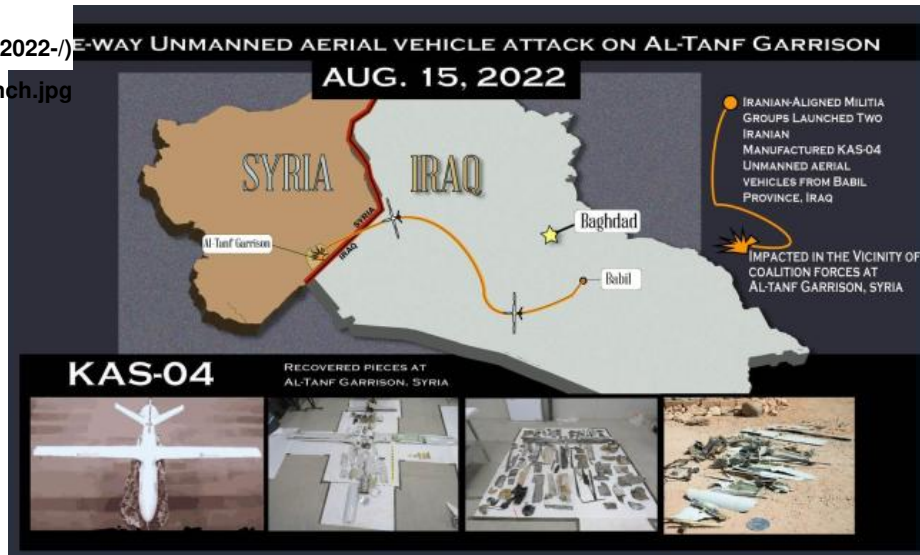 2022-/)
E-WAY UNMANNED AERIAL VEHICLE ATTACK ON AL-TANF GARRISON
nch.jpg
AUG. 15, 2022
IRANIAN-ALIGNED MILITIA
GROUPS LAUNCHED TWO
IRANIAN
MANUFACTURED KAS-04
UNMANNED AERIAL
VEHICLES FROM BABIL
PROVINCE, IRAQ
SYRIA
IRAQ
Baghdad
SYRIA
IRAQ
Al-Tanf Garrison
Babil
IMPACTED IN THE VICINITY OF
COALITION FORCES AT
AL-TANF GARRISON, SYRIA
KAS-04
RECOVERED PIECES AT
AL-TANF GARRISON, SYRIA